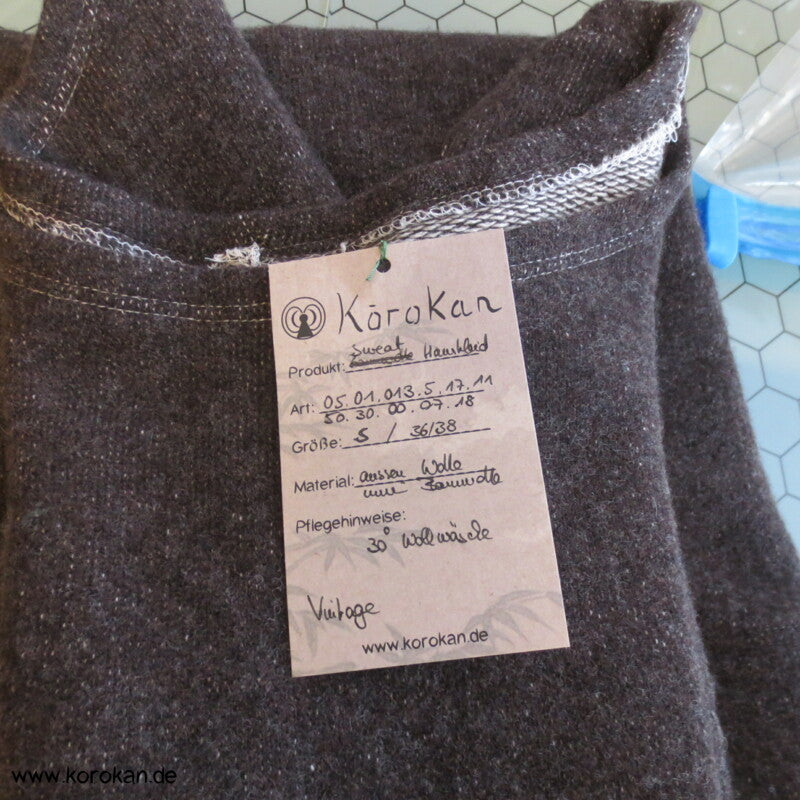 Kōrokan
Sweat
Produkt: Hauskleid
Art: 05.01.013.5.17.11
50.30.00.07.18
Größe: S / 36/38
Material: aussen Wolle
innen Baumwolle
Pflegehinweise:
30° Wollwäsche
Vintage
www.korokan.de
www.korokan.de